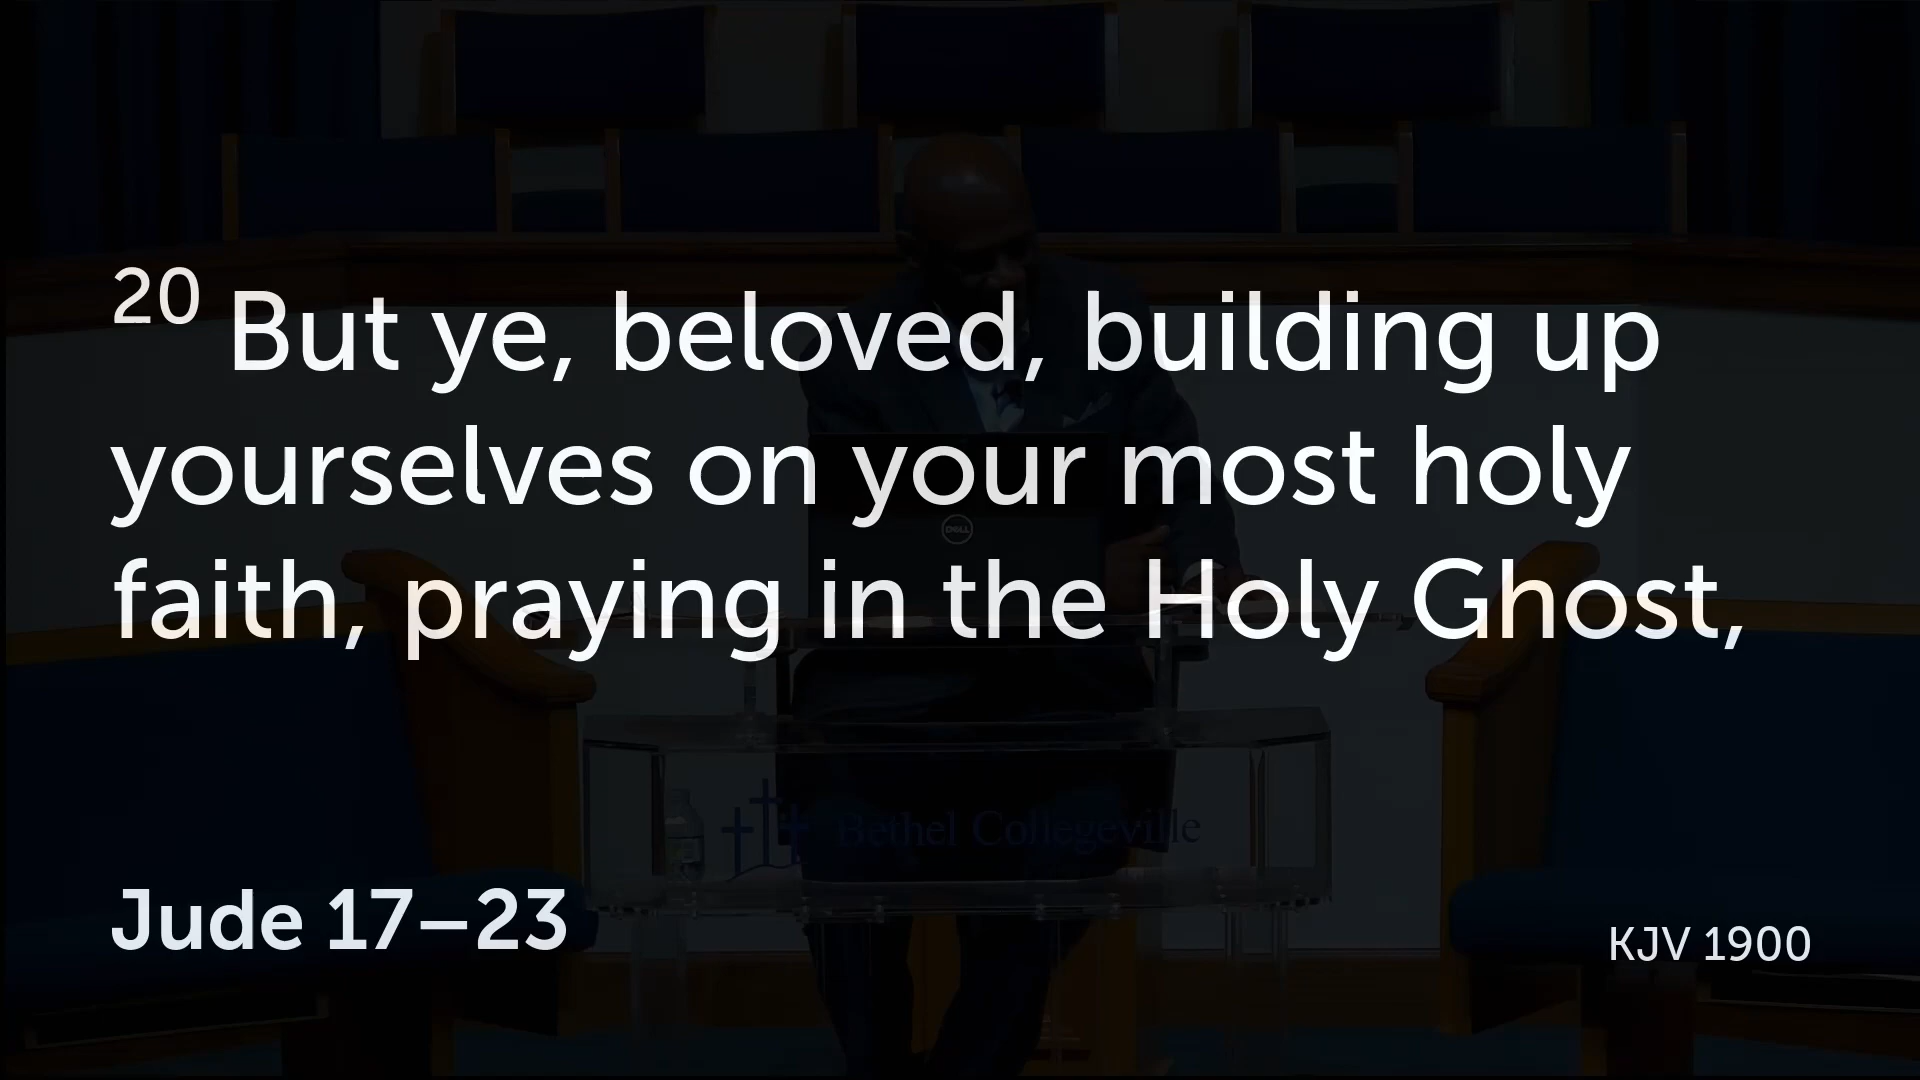 20 But ye, beloved, building up
yourselves on your most holy
faith, praying in the Holy Ghost,
DELL
Bethel Collegeville
Jude 17–23
KJV 1900